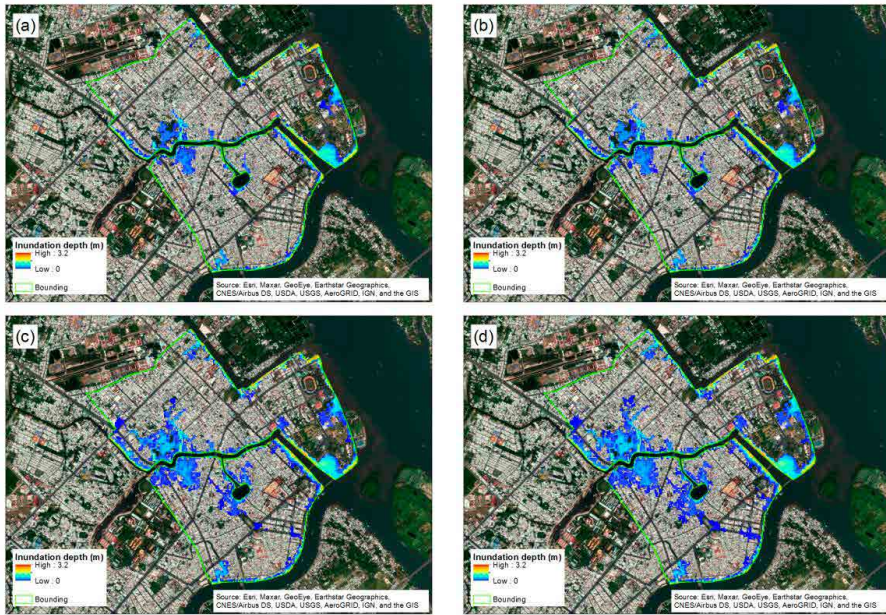 (a)
Inundation depth (m)
High : 3.2
Low : 0
Bounding
Source: Esri, Maxar, GeoEye, Earthstar Geographics,
CNES/Airbus DS, USDA, USGS, AeroGRID, IGN, and the GIS
(b)
Inundation depth (m)
High : 3.2
Low : 0
Bounding
Source: Esri, Maxar, GeoEye, Earthstar Geographics,
CNES/Airbus DS, USDA, USGS, AeroGRID, IGN, and the GIS
(c)
Inundation depth (m)
High : 3.2
Low : 0
Bounding
Source: Esri, Maxar, GeoEye, Earthstar Geographics,
CNES/Airbus DS, USDA, USGS, AeroGRID, IGN, and the GIS
(d)
Inundation depth (m)
High : 3.2
Low : 0
Bounding
Source: Esri, Maxar, GeoEye, Earthstar Geographics,
CNES/Airbus DS, USDA, USGS, AeroGRID, IGN, and the GIS